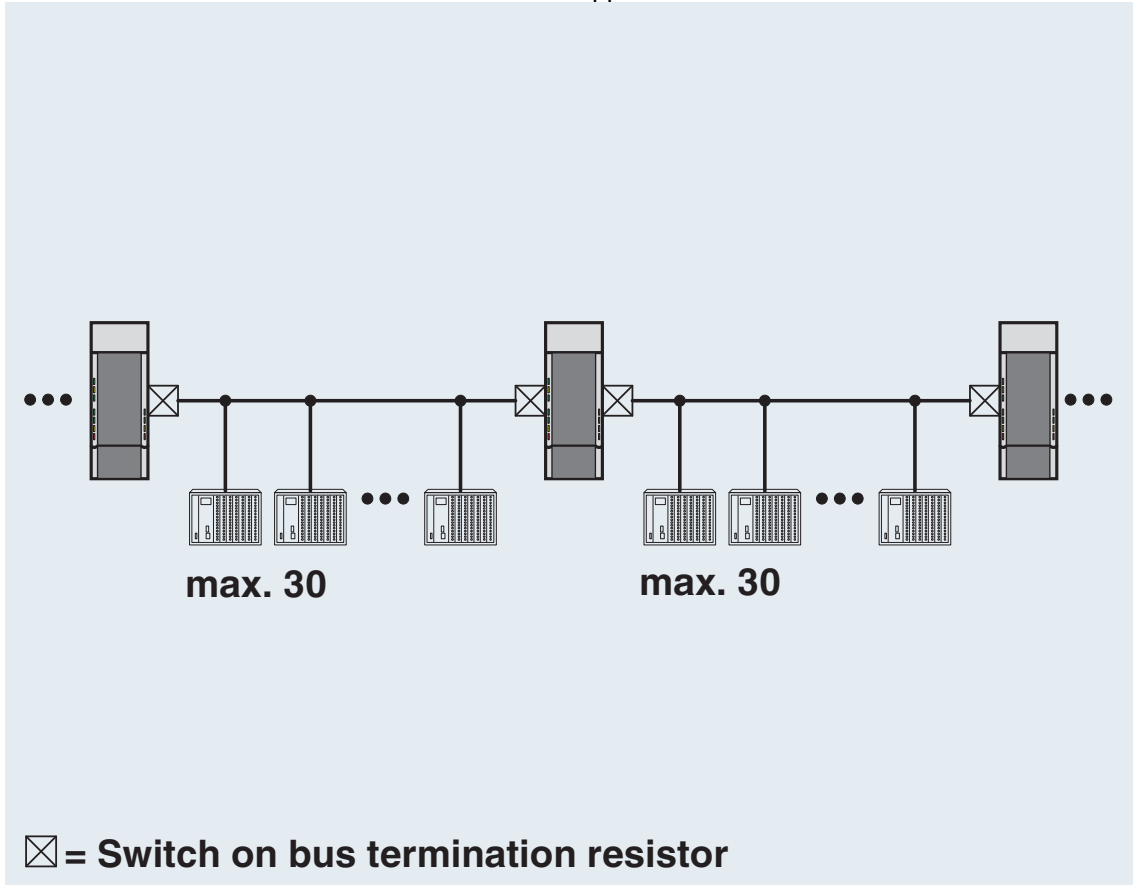 max. 30
max. 30
= Switch on bus termination resistor